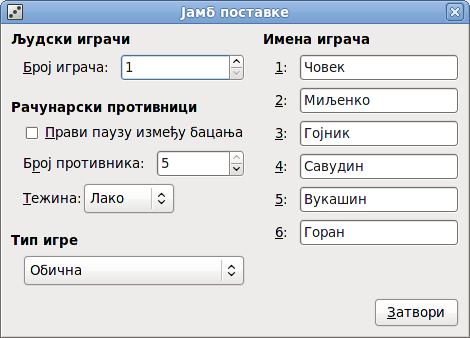 Јамб поставке
Људски играчи
Број играча: 1
Рачунарски противници
Прави паузу између бацања
Број противника: 5
Тежина: Лако
Тип игре
Обична
Имена играча
1: Човек
2: Миљенко
3: Гојник
4: Савудин
5: Вукашин
6: Горан
Затвори